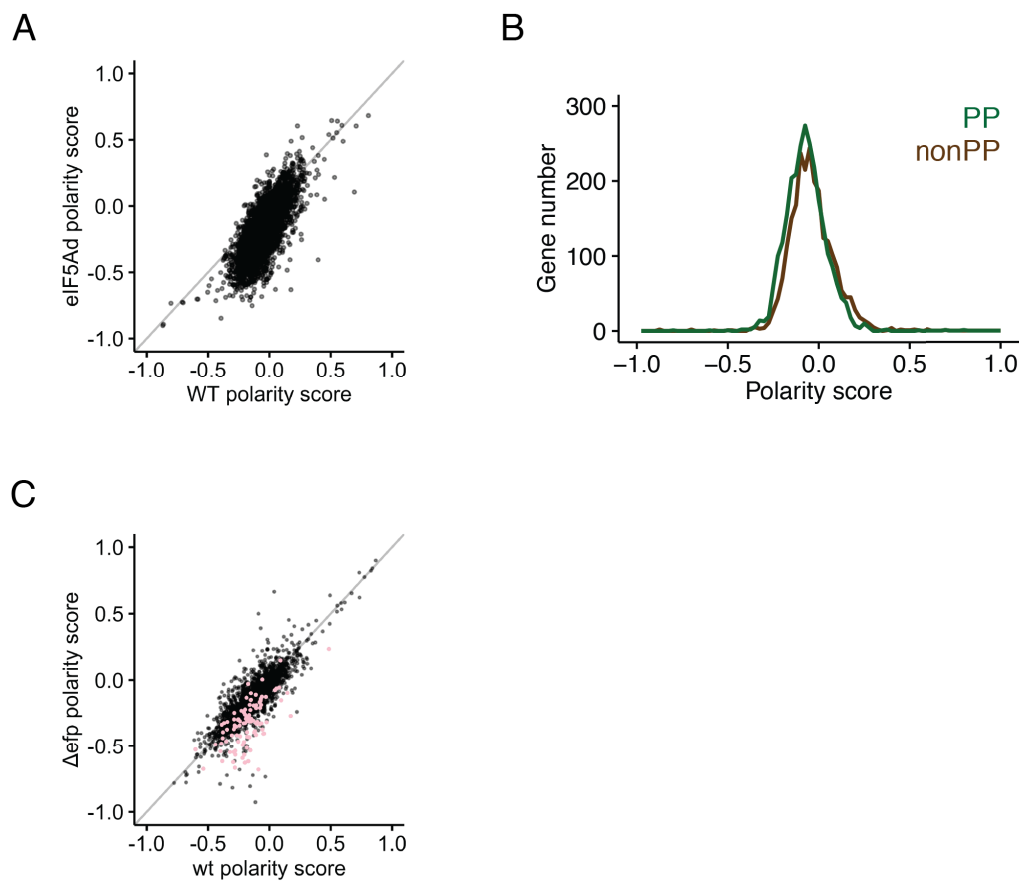 A
1.0
0.5
0.0
-0.5
-1.0
eIF5Ad polarity score
-1.0 -0.5 0.0 0.5 1.0
WT polarity score
B
300
200
100
0
Gene number
PP
nonPP
−1.0 −0.5 0.0 0.5 1.0
Polarity score
C
1.0
0.5
0.0
-0.5
-1.0
Δefp polarity score
-1.0 -0.5 0.0 0.5 1.0
wt polarity score